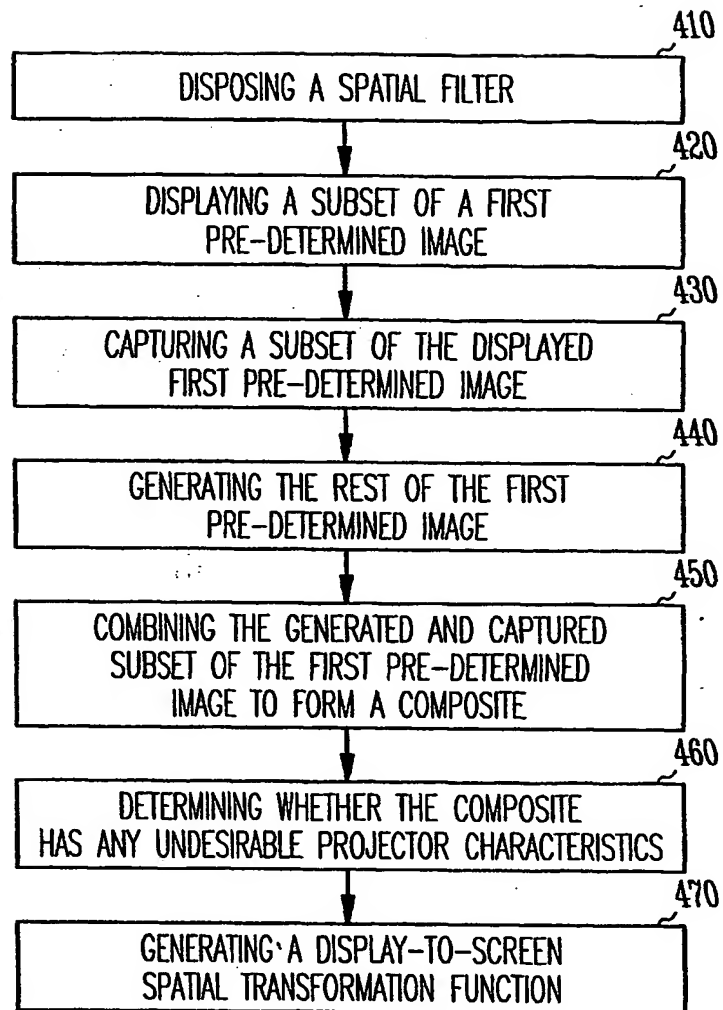 410
DISPOSING A SPATIAL FILTER
420
DISPLAYING A SUBSET OF A FIRST
PRE-DETERMINED IMAGE
430
CAPTURING A SUBSET OF THE DISPLAYED
FIRST PRE-DETERMINED IMAGE
440
GENERATING THE REST OF THE FIRST
PRE-DETERMINED IMAGE
450
COMBINING THE GENERATED AND CAPTURED
SUBSET OF THE FIRST PRE-DETERMINED
IMAGE TO FORM A COMPOSITE
460
DETERMINING WHETHER THE COMPOSITE
HAS ANY UNDESIRABLE PROJECTOR CHARACTERISTICS
470
GENERATING A DISPLAY-TO-SCREEN
SPATIAL TRANSFORMATION FUNCTION